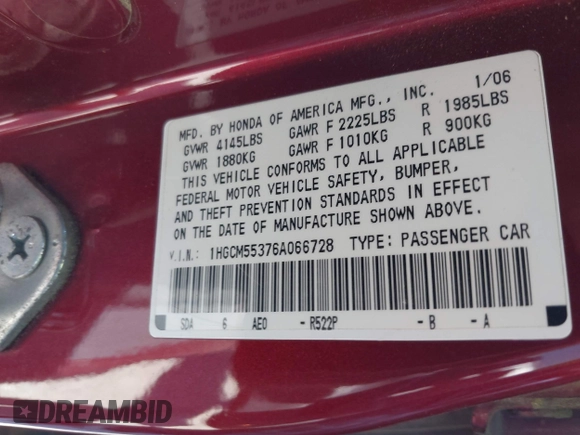 MFD. BY HONDA OF AMERICA MFG., INC. 1/06
GVWR 4145LBS GAWR F 2225LBS R 1985LBS
GVWR 1880KG GAWR F 1010KG R 900KG
THIS VEHICLE CONFORMS TO ALL APPLICABLE
FEDERAL MOTOR VEHICLE SAFETY, BUMPER,
AND THEFT PREVENTION STANDARDS IN EFFECT
ON THE DATE OF MANUFACTURE SHOWN ABOVE.
V.I.N.: 1HGCM55376A066728 TYPE: PASSENGER CAR
SDA 6 AEO - R522P - B - A
DREAMBID